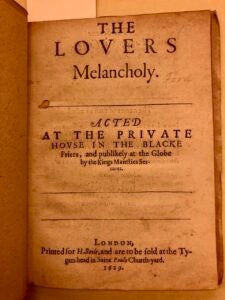 THE
LOVERS
Melancholy.
Ford
ACTED
AT THE PRIVATE
HOVSE IN THE BLACKE
Friers, and publikely at the Globe
by the Kings Maiesties Ser-
uants.
LONDON,
Printed for H. Seile, and are to be sold at the Ty-
gers head in Saint Pauls Church-yard.
1629.